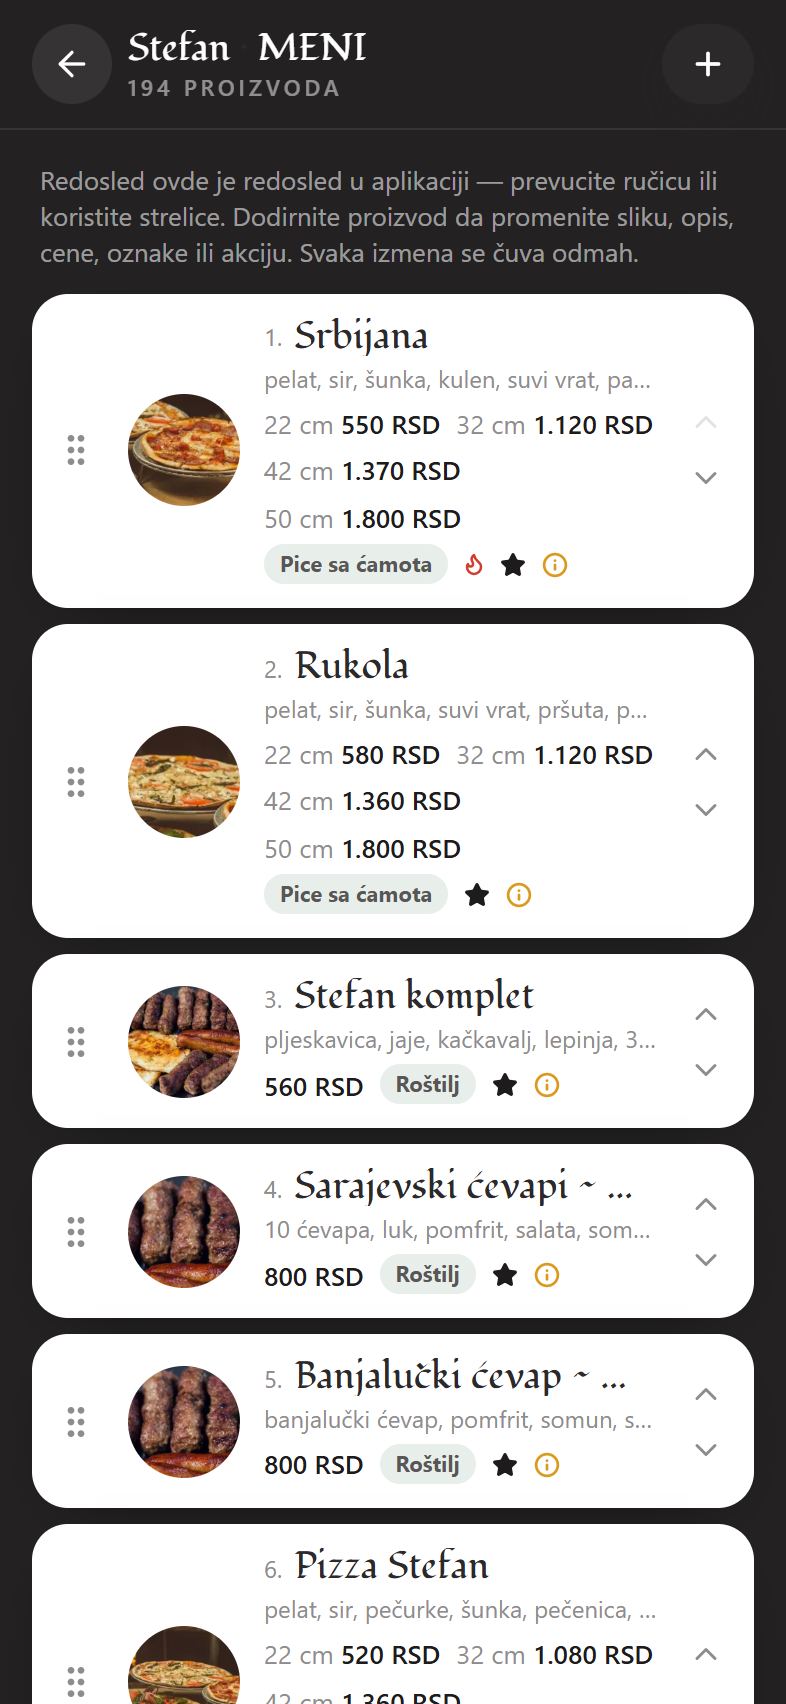 Stefan · MENI
194 PROIZVODA
Redosled ovde je redosled u aplikaciji — prevucite ručicu ili
koristite strelice. Dodirnite proizvod da promenite sliku, opis,
cene, oznake ili akciju. Svaka izmena se čuva odmah.
1. Srbijana
pelat, sir, šunka, kulen, suvi vrat, pa...
22 cm 550 RSD 32 cm 1.120 RSD
42 cm 1.370 RSD
50 cm 1.800 RSD
Pice sa ćamota
2. Rukola
pelat, sir, šunka, suvi vrat, pršuta, p...
22 cm 580 RSD 32 cm 1.120 RSD
42 cm 1.360 RSD
50 cm 1.800 RSD
Pice sa ćamota
3. Stefan komplet
pljeskavica, jaje, kačkavalj, lepinja, 3...
560 RSD Roštilj
4. Sarajevski ćevapi ~ ...
10 ćevapa, luk, pomfrit, salata, som...
800 RSD Roštilj
5. Banjalučki ćevap ~ ...
banjalučki ćevap, pomfrit, somun, s...
800 RSD Roštilj
6. Pizza Stefan
pelat, sir, pečurke, šunka, pečenica, ...
22 cm 520 RSD 32 cm 1.080 RSD
42 cm 1.360 RSD